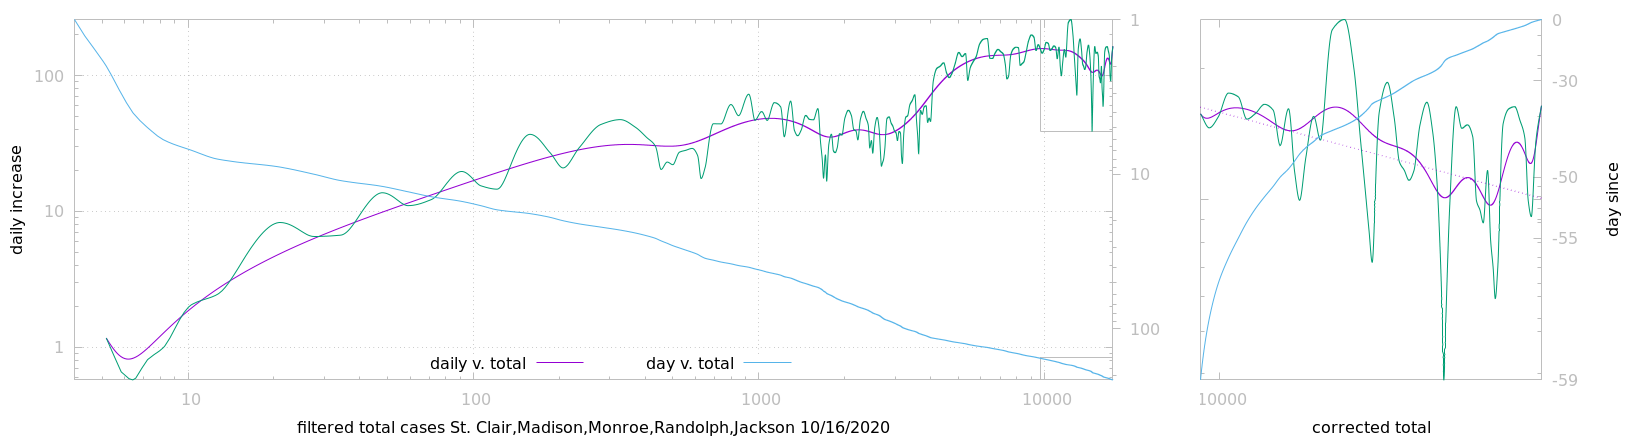 daily increase
100
10
1
10
100
1000
10000
1
10
100
daily v. total
day v. total
filtered total cases St. Clair,Madison,Monroe,Randolph,Jackson 10/16/2020
10000
0
-30
-50
-55
-59
day since
corrected total